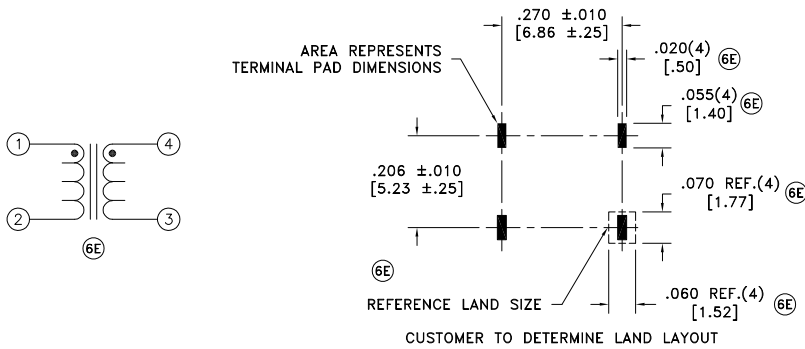 .270 ±.010
[6.86 ±.25]
AREA REPRESENTS
TERMINAL PAD DIMENSIONS
.020(4) 6E
[.50]
.055(4) 6E
[1.40]
1
4
.206 ±.010
[5.23 ±.25]
.070 REF.(4) 6E
[1.77]
2
3
6E
6E
REFERENCE LAND SIZE
.060 REF.(4) 6E
[1.52]
CUSTOMER TO DETERMINE LAND LAYOUT